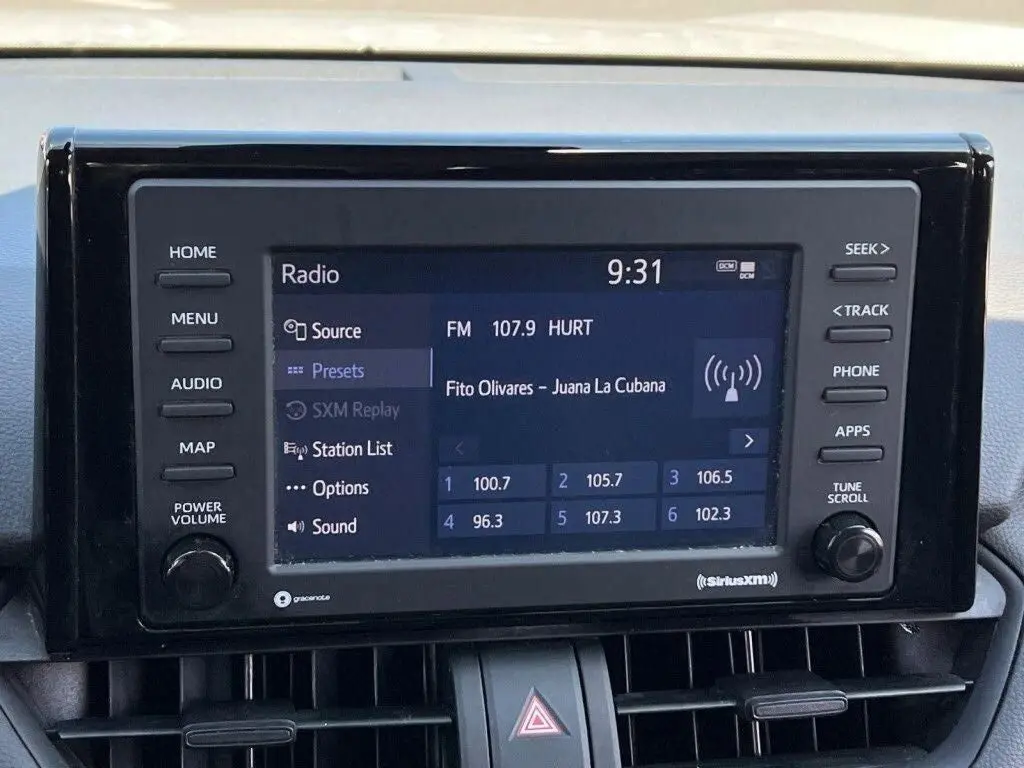 HOME
MENU
AUDIO
MAP
POWER
VOLUME
Radio
9:31
DCM
DCM
Source
Presets
SXM Replay
Station List
Options
Sound
FM 107.9 HURT
Fito Olivares – Juana La Cubana
1 100.7
2 105.7
3 106.5
4 96.3
5 107.3
6 102.3
SEEK >
< TRACK
PHONE
APPS
TUNE
SCROLL
gracenote
((SiriusXM))